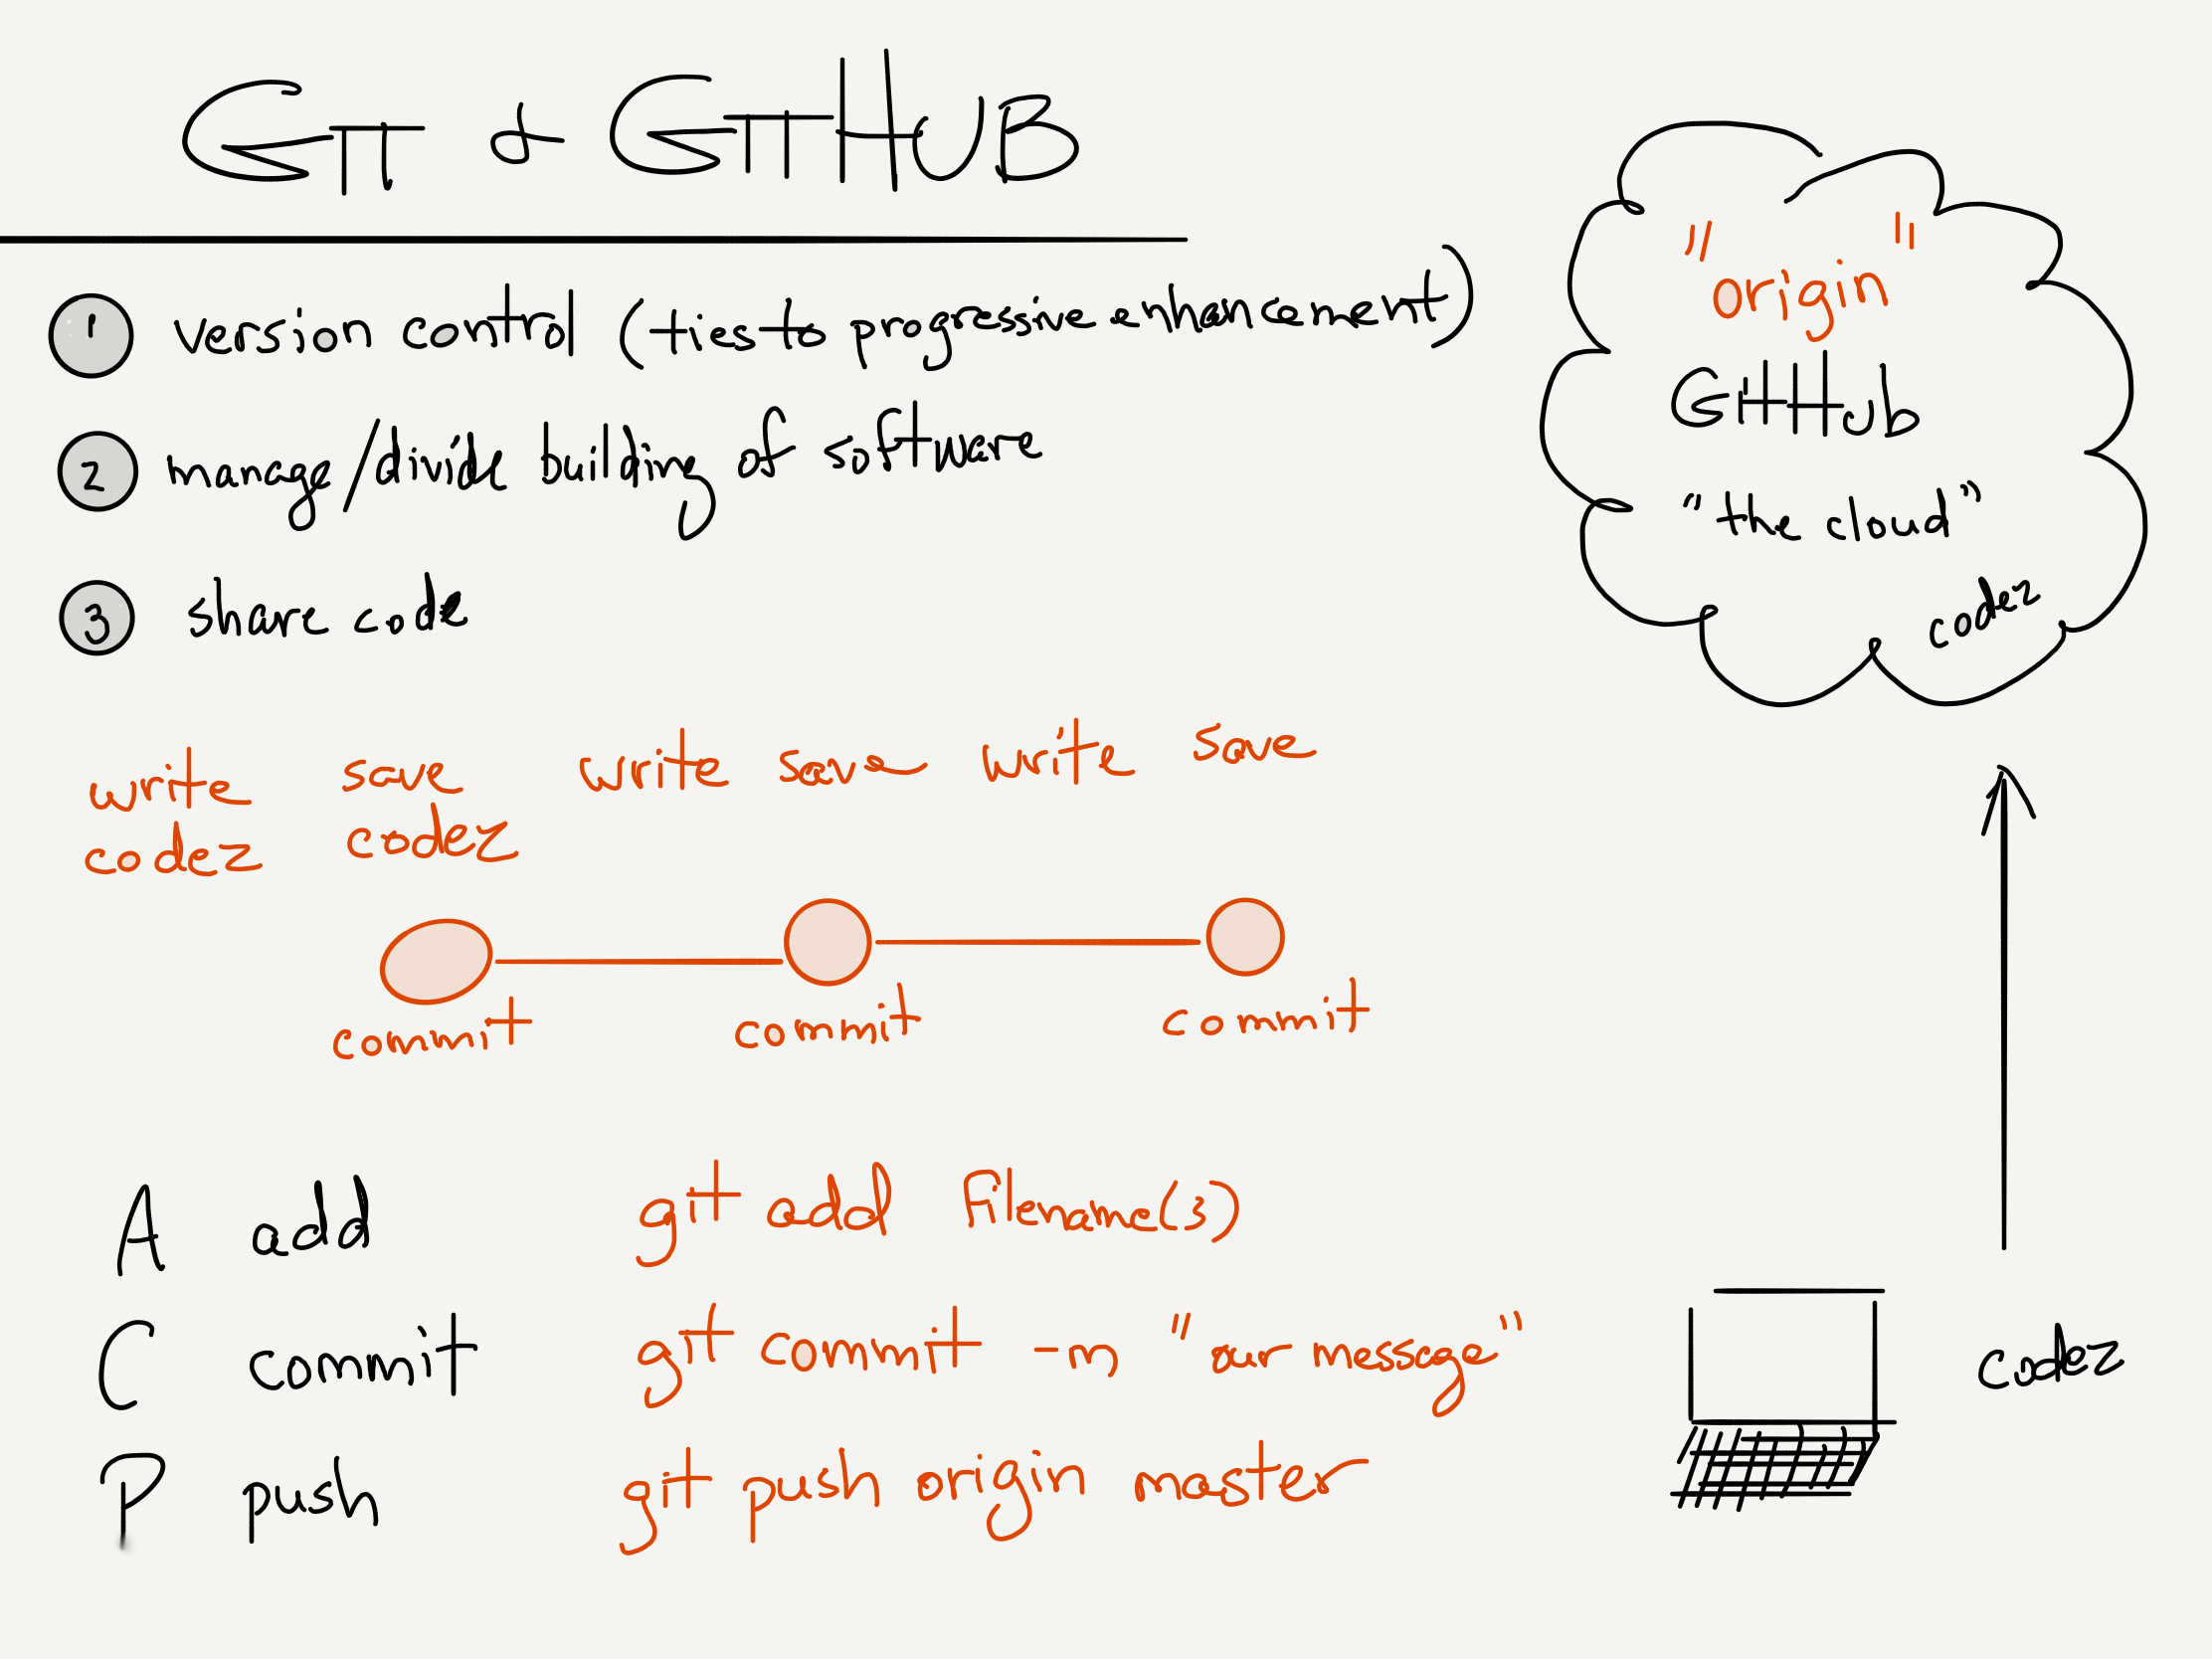 Git & GitHub
1 version control (ties to progressive enhancement)
2 manage/divide building of software
3 share code
"origin"
GitHub
"the cloud"
codez
write save write save write save
codez codez
commit commit commit
A add git add filename(s)
C commit git commit -m "our message"
codez
P push git push origin master